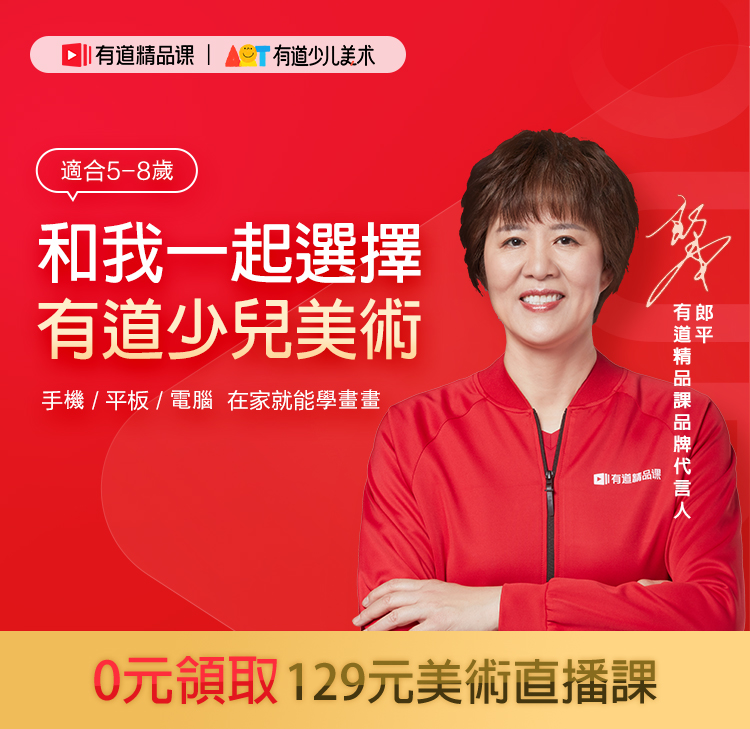 有道精品课 | ART 有道少儿美术
適合5-8歲
和我一起選擇
有道少兒美術
手機 / 平板 / 電腦 在家就能學畫畫
郎平
有道精品課品牌代言人
有道精品课
0元領取 129元美術直播課